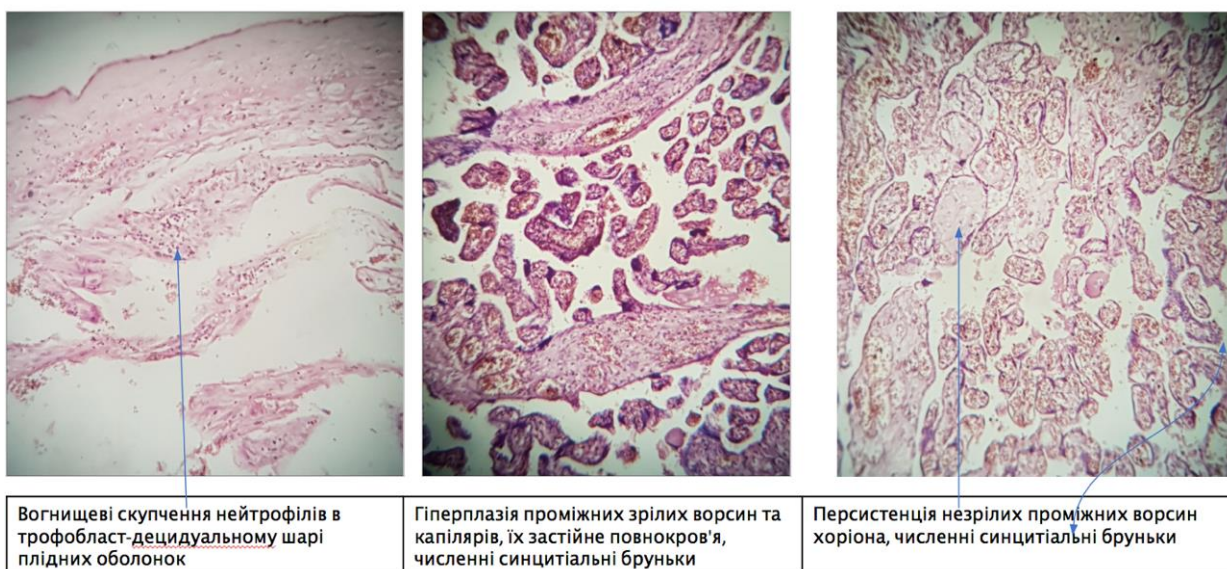 Вогнищеві скупчення нейтрофілів в
трофобласт-децидуальному шарі
плідних оболонок
Гіперплазія проміжних зрілих ворсин та
капілярів, їх застійне повнокров'я,
численні синцитіальні бруньки
Персистенція незрілих проміжних ворсин
хоріона, численні синцитіальні бруньки